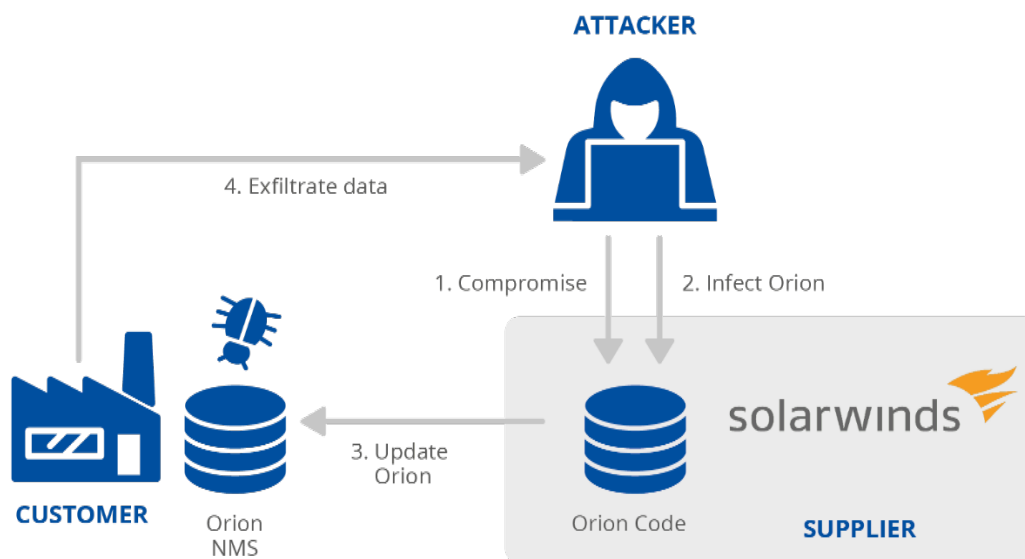 ATTACKER
4. Exfiltrate data
1. Compromise
2. Infect Orion
solarwinds
3. Update
Orion
CUSTOMER
Orion
NMS
Orion Code
SUPPLIER